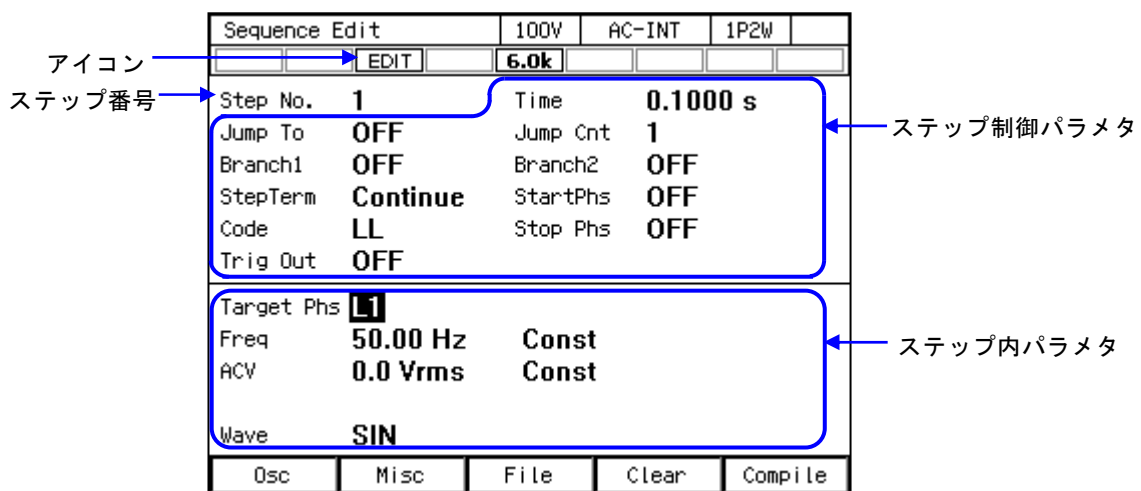 Sequence Edit 100V AC-INT 1P2W
アイコン EDIT 6.0k
ステップ番号 Step No. 1 Time 0.1000 s
Jump To OFF Jump Cnt 1 ステップ制御パラメタ
Branch1 OFF Branch2 OFF
StepTerm Continue StartPhs OFF
Code LL Stop Phs OFF
Trig Out OFF
Target Phs L1
Freq 50.00 Hz Const ステップ内パラメタ
ACV 0.0 Vrms Const
Wave SIN
Osc Misc File Clear Compile